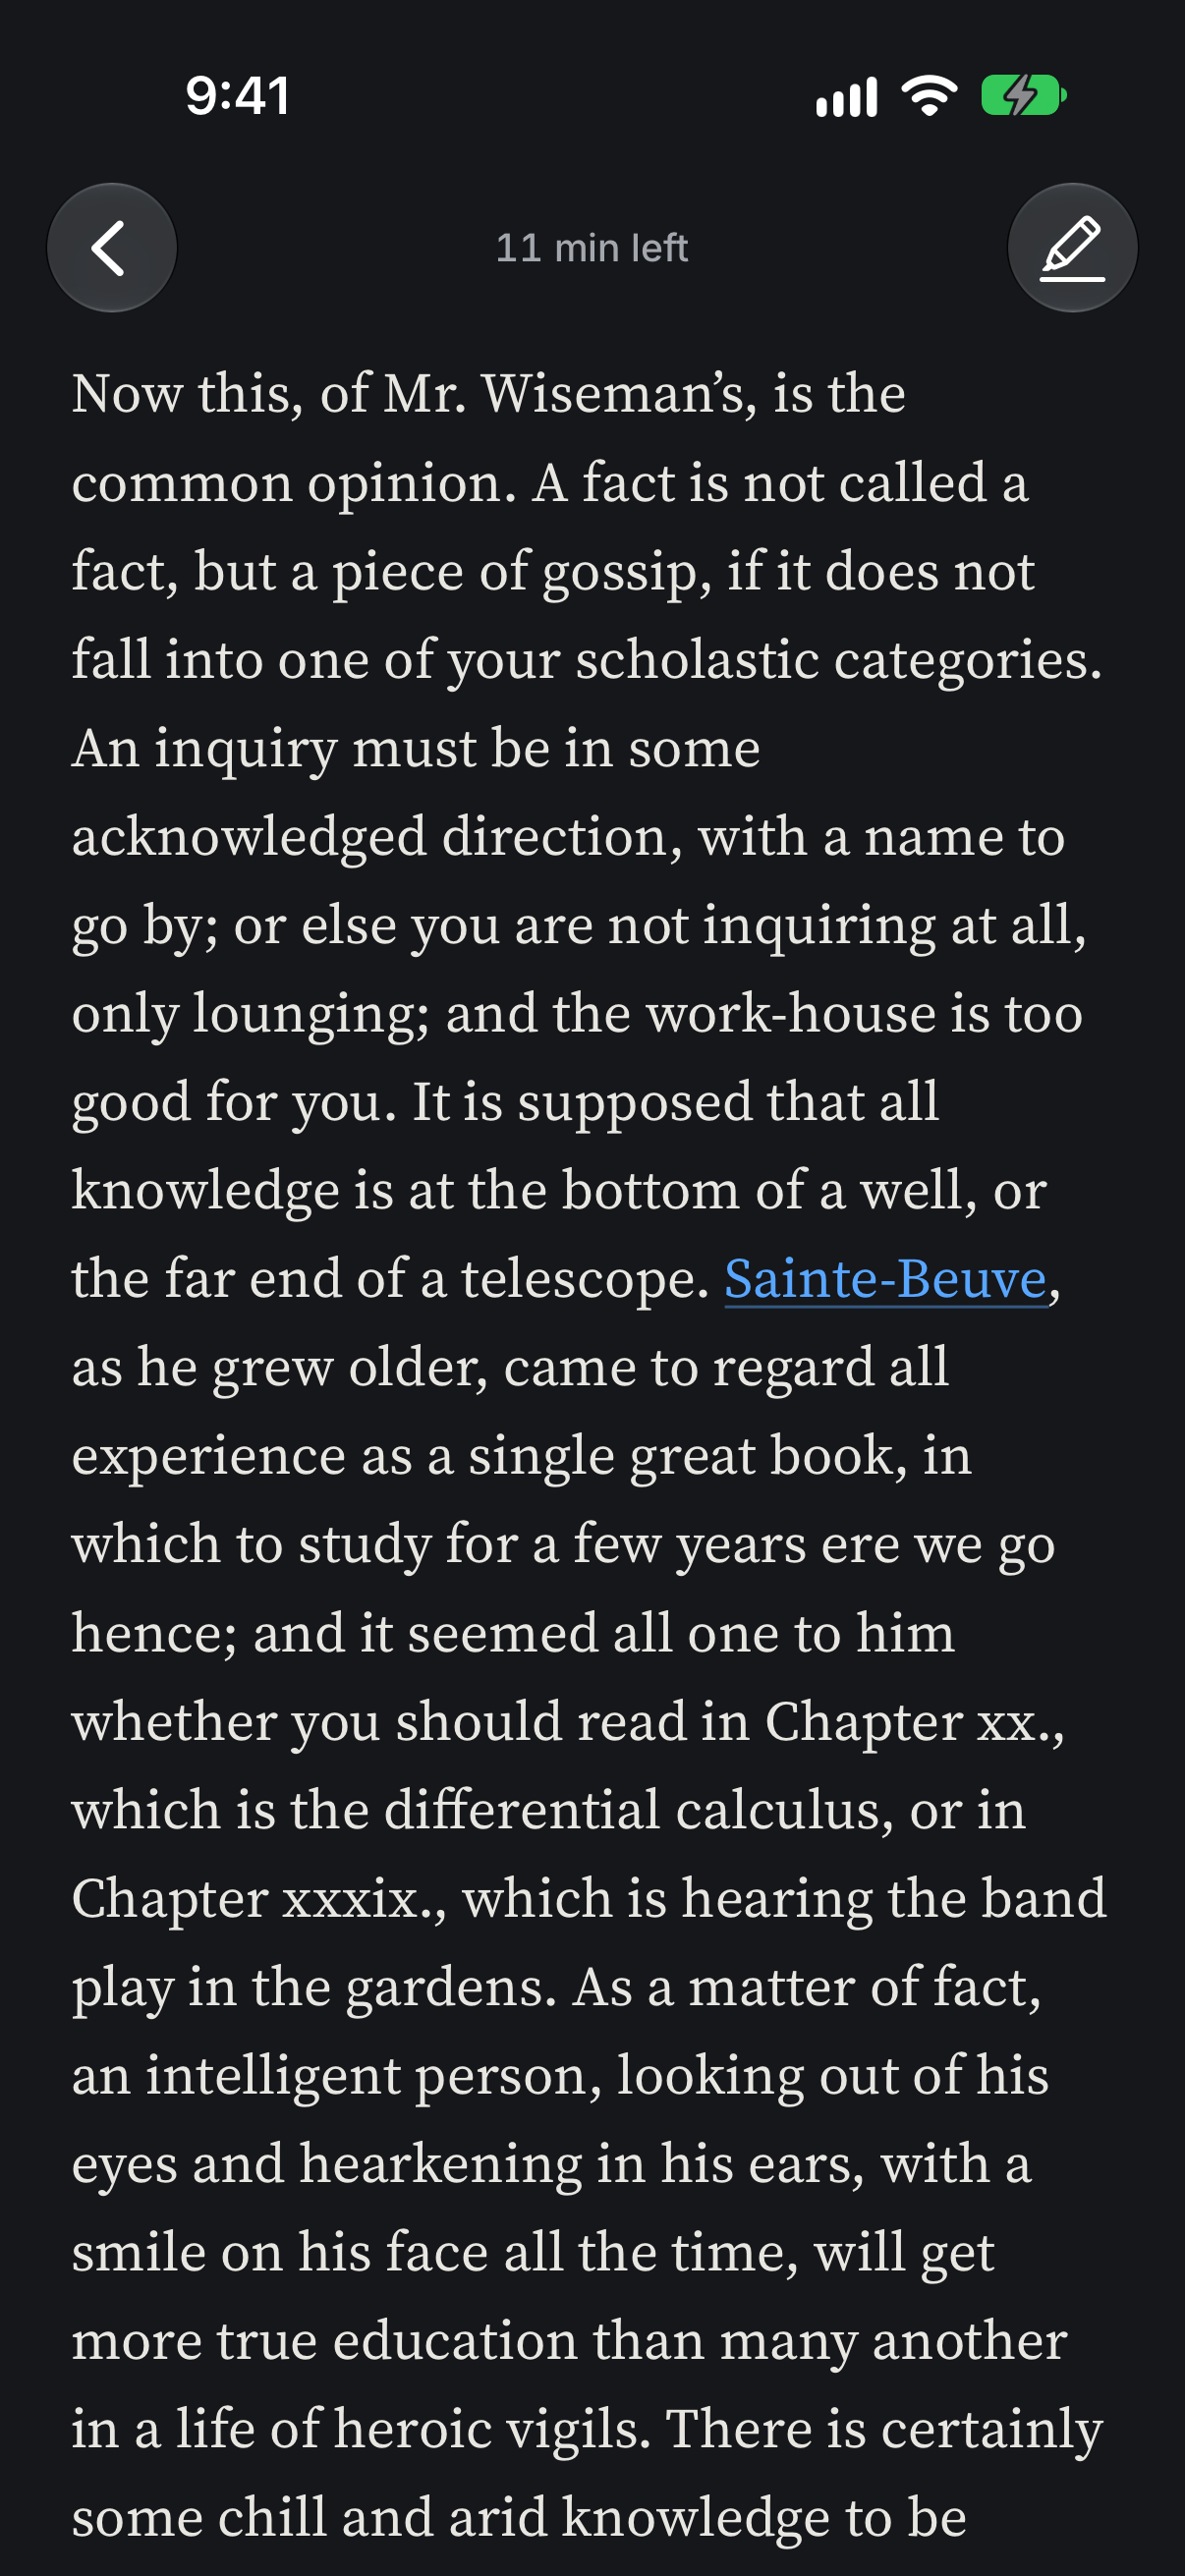 9:41
11 min left
Now this, of Mr. Wiseman’s, is the
common opinion. A fact is not called a
fact, but a piece of gossip, if it does not
fall into one of your scholastic categories.
An inquiry must be in some
acknowledged direction, with a name to
go by; or else you are not inquiring at all,
only lounging; and the work-house is too
good for you. It is supposed that all
knowledge is at the bottom of a well, or
the far end of a telescope. Sainte-Beuve,
as he grew older, came to regard all
experience as a single great book, in
which to study for a few years ere we go
hence; and it seemed all one to him
whether you should read in Chapter xx.,
which is the differential calculus, or in
Chapter xxxix., which is hearing the band
play in the gardens. As a matter of fact,
an intelligent person, looking out of his
eyes and hearkening in his ears, with a
smile on his face all the time, will get
more true education than many another
in a life of heroic vigils. There is certainly
some chill and arid knowledge to be